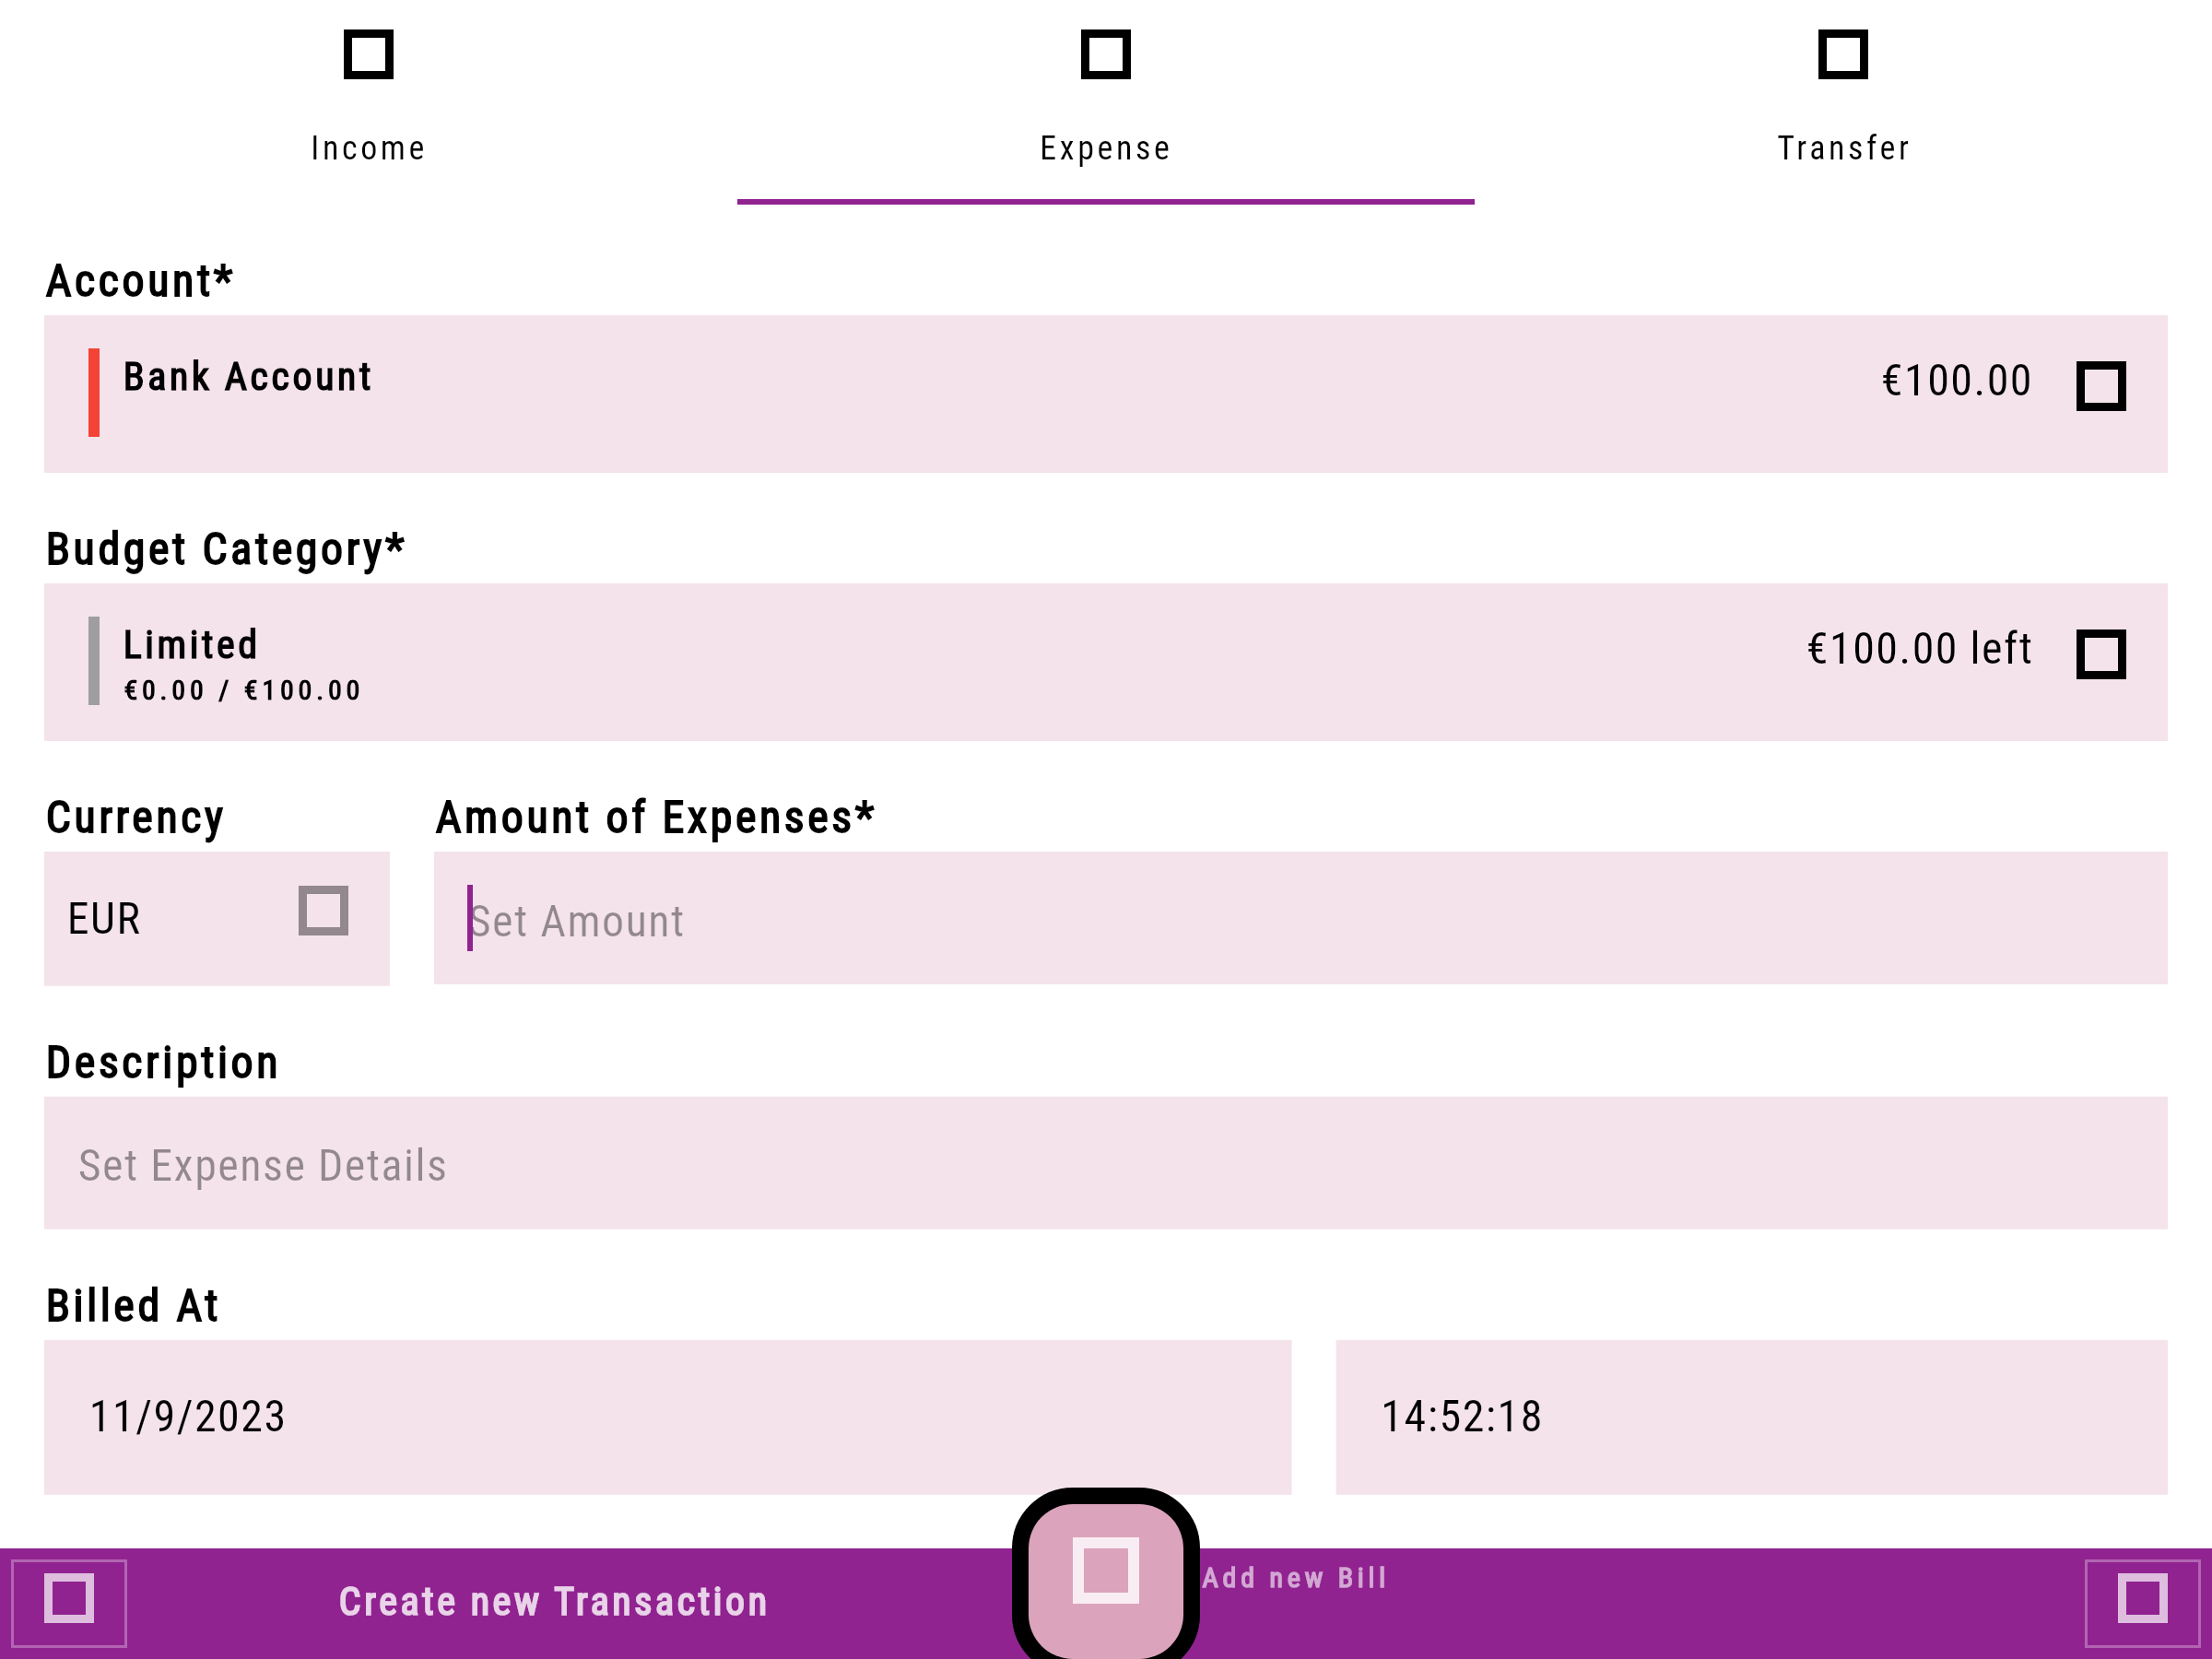 Income
Expense
Transfer
Account*
Bank Account
€100.00
Budget Category*
Limited
€0.00 / €100.00
€100.00 left
Currency
Amount of Expenses*
EUR
Set Amount
Description
Set Expense Details
Billed At
11/9/2023
14:52:18
Create new Transaction
Add new Bill